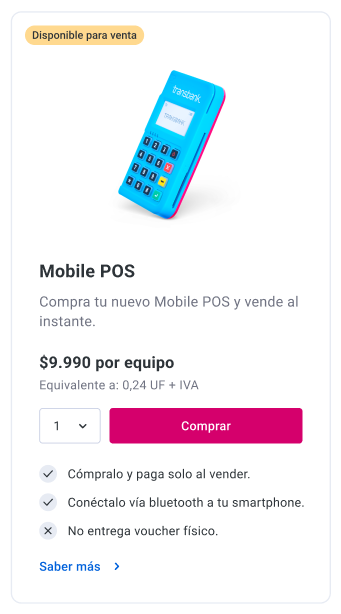 Disponible para venta
transbank.
Mobile POS
Compra tu nuevo Mobile POS y vende al
instante.
$9.990 por equipo
Equivalente a: 0,24 UF + IVA
1
Comprar
Cómpralo y paga solo al vender.
Conéctalo vía bluetooth a tu smartphone.
No entrega voucher físico.
Saber más